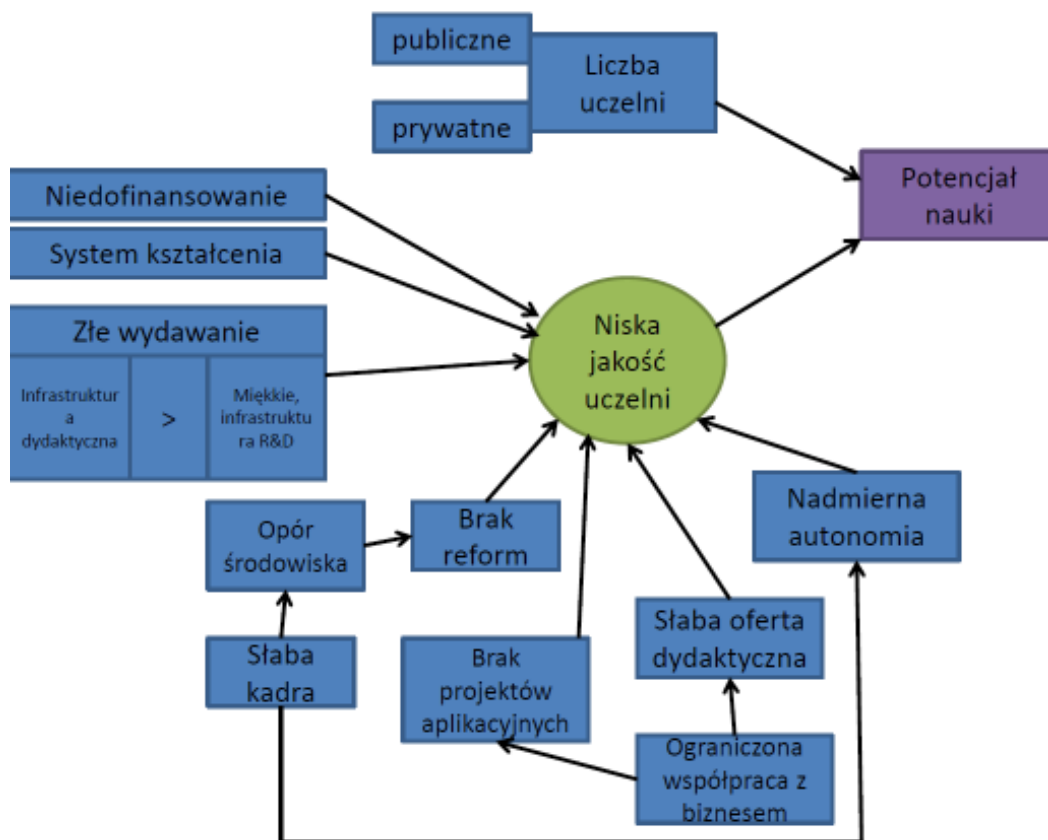 publiczne
Liczba
uczelni
prywatne
Potencjał
nauki
Niedofinansowanie
System kształcenia
Złe wydawanie
Infrastruktur
a
dydaktyczna
>
Miękkie,
infrastruktu
ra R&D
Niska
jakość
uczelni
Opór
środowiska
Brak
reform
Nadmierna
autonomia
Słaba
kadra
Brak
projektów
aplikacyjnych
Słaba oferta
dydaktyczna
Ograniczona
współpraca z
biznesem